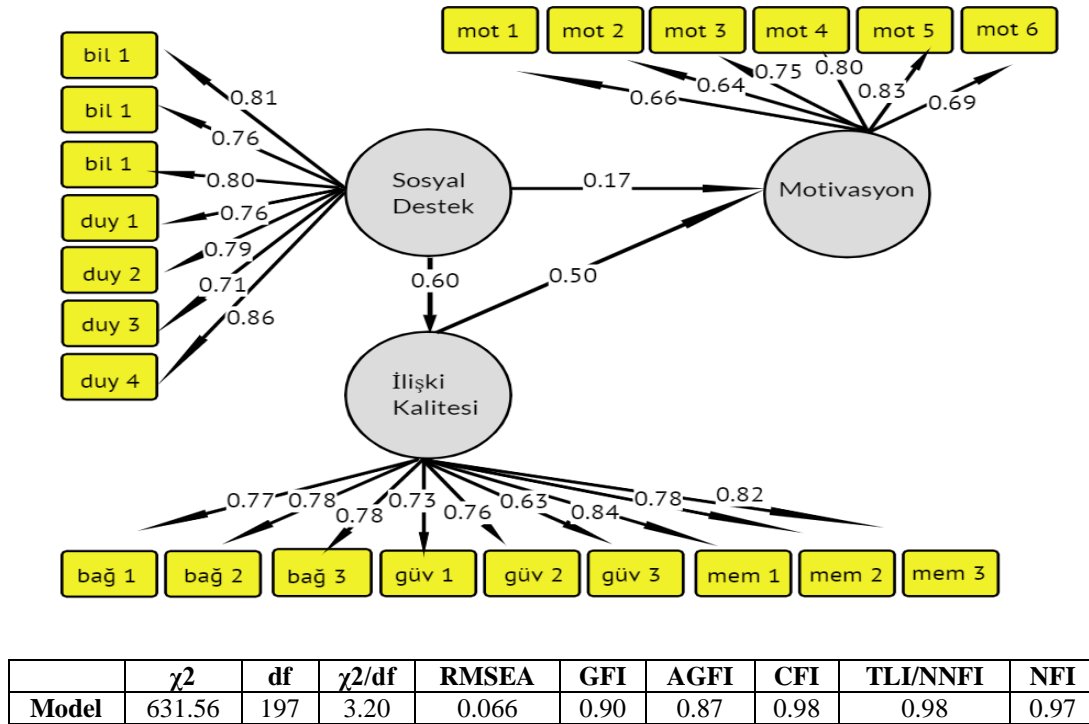 mot 1 mot 2 mot 3 mot 4 mot 5 mot 6
0.66 0.64 0.75 0.80 0.83 0.69
bil 1
bil 1
bil 1
duy 1
duy 2
duy 3
duy 4
0.81
0.76
0.80
0.76
0.79
0.71
0.86
Sosyal
Destek
0.17
Motivasyon
0.60
0.50
İlişki
Kalitesi
0.77 0.78 0.78 0.73 0.76 0.63 0.84 0.78 0.82
bağ 1 bağ 2 bağ 3 güv 1 güv 2 güv 3 mem 1 mem 2 mem 3
χ2 df χ2/df RMSEA GFI AGFI CFI TLI/NNFI NFI
Model 631.56 197 3.20 0.066 0.90 0.87 0.98 0.98 0.97